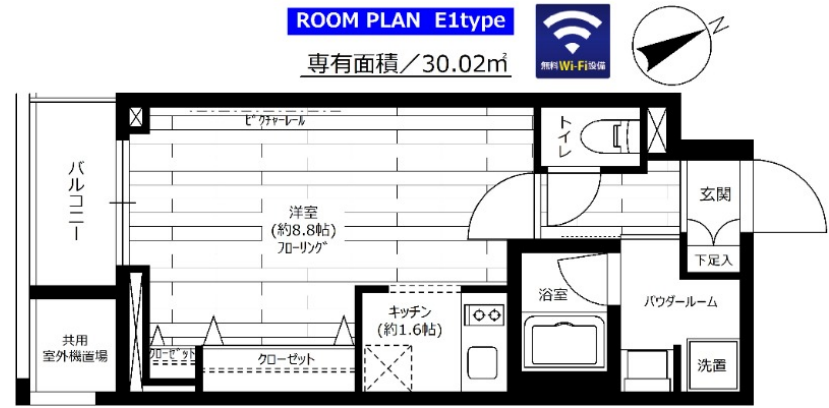 ROOM PLAN E1type
専有面積／30.02㎡
無料Wi-Fi設備
N
ピクチャーレール
トイレ
バルコニー
洋室
(約8.8帖)
フローリング
玄関
下足入
浴室
パウダールーム
キッチン
(約1.6帖)
共用
室外機置場
クローゼット
クローゼット
洗置